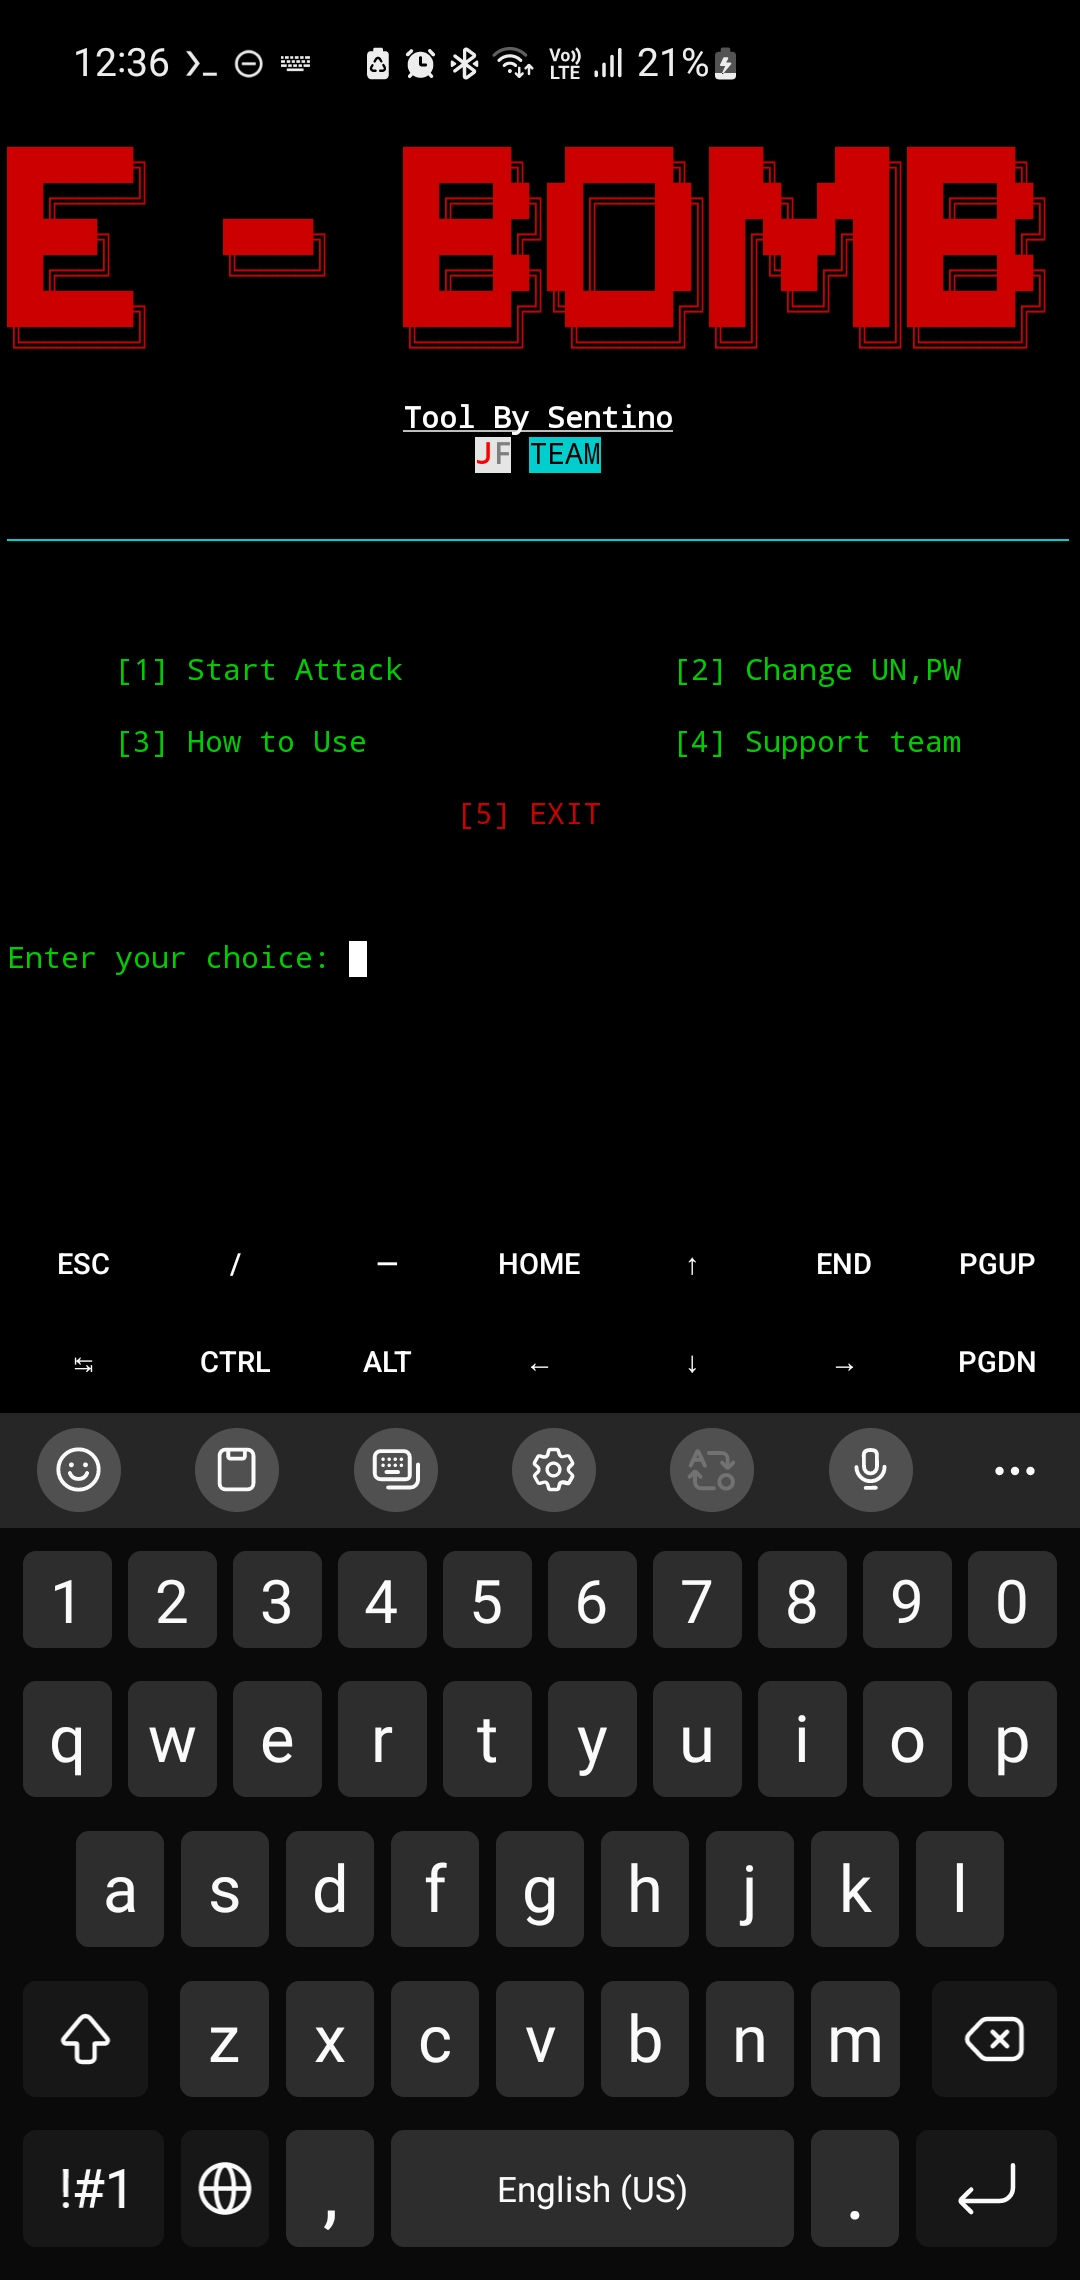 12:36 21%
Vo)) LTE
E - BOMB
Tool By Sentino
JF TEAM
[1] Start Attack [2] Change UN,PW
[3] How to Use [4] Support team
[5] EXIT
Enter your choice:
ESC / — HOME ↑ END PGUP
↹ CTRL ALT ← ↓ → PGDN
1 2 3 4 5 6 7 8 9 0
q w e r t y u i o p
a s d f g h j k l
z x c v b n m
!#1 , English (US) .